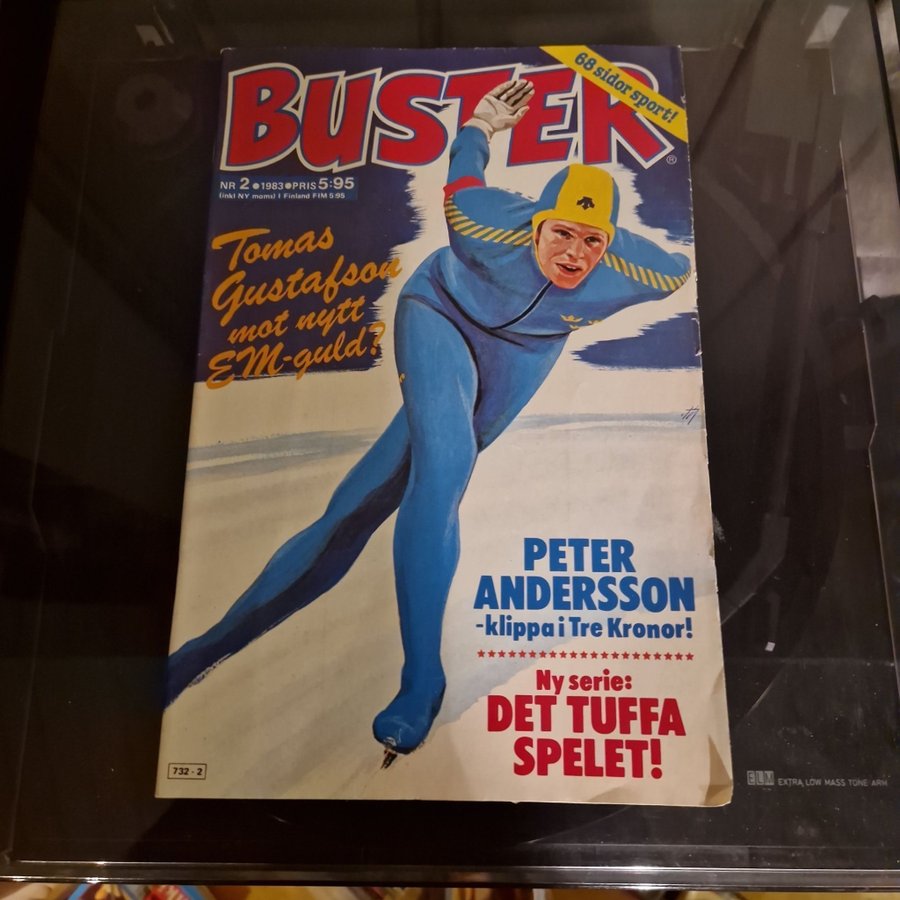 68 sidor sport!
BUSTER®
NR 2 ● 1983 ● PRIS 5:95
(inkl NY moms) I Finland FIM 5:95
Tomas
Gustafson
mot nytt
EM-guld?
PETER
ANDERSSON
-klippa i Tre Kronor!
Ny serie:
DET TUFFA
SPELET!
732 - 2
ELM EXTRA LOW MASS TONE ARM